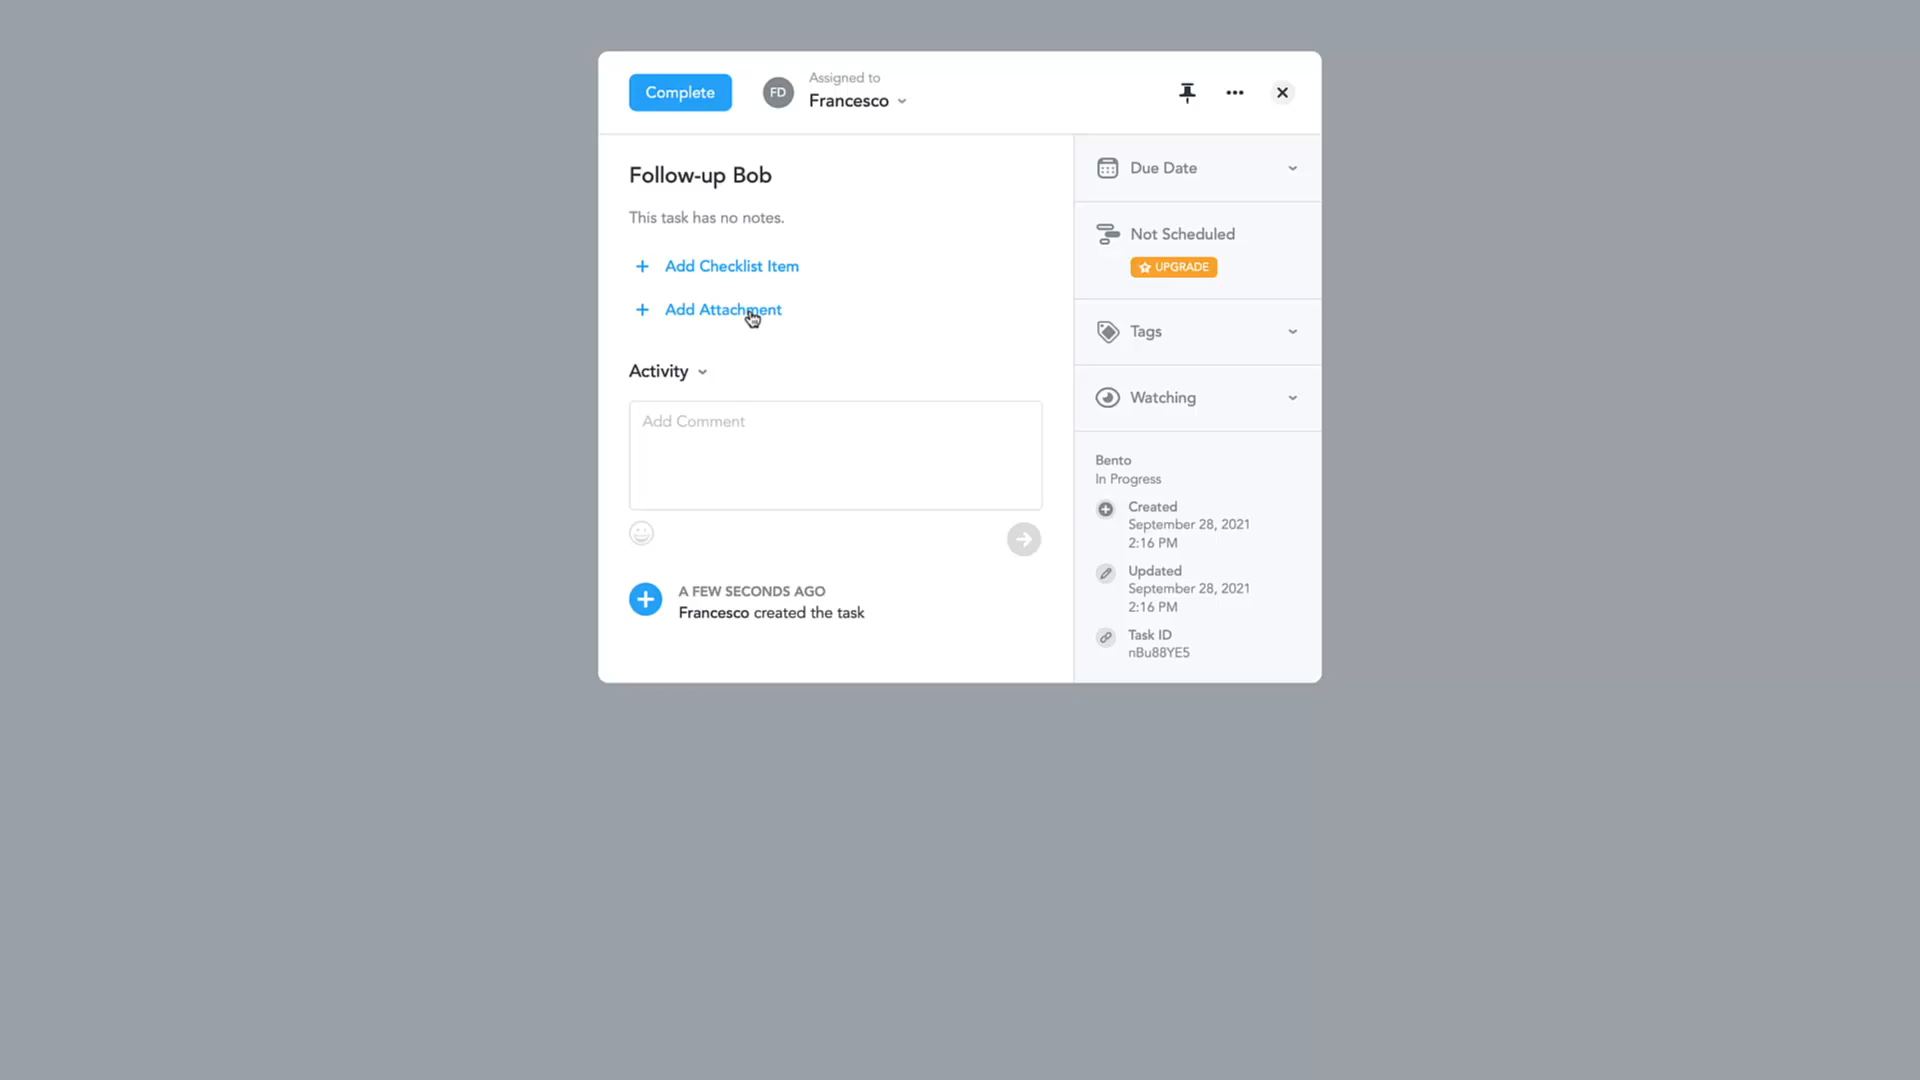 Complete
FD
Assigned to
Francesco
Follow-up Bob
This task has no notes.
+ Add Checklist Item
+ Add Attachment
Activity
Add Comment
A FEW SECONDS AGO
Francesco created the task
Due Date
Not Scheduled
UPGRADE
Tags
Watching
Bento
In Progress
Created
September 28, 2021
2:16 PM
Updated
September 28, 2021
2:16 PM
Task ID
nBu88YE5